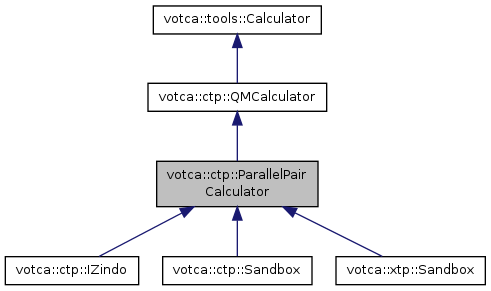 votca::tools::Calculator
votca::ctp::QMCalculator
votca::ctp::ParallelPair
Calculator
votca::ctp::IZindo
votca::ctp::Sandbox
votca::xtp::Sandbox